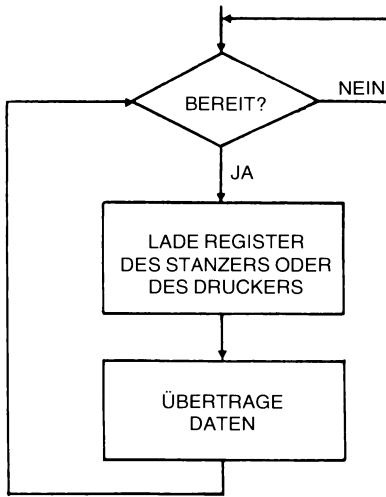 BEREIT?
NEIN
JA
LADE REGISTER
DES STANZERS ODER
DES DRUCKERS
ÜBERTRAGE
DATEN